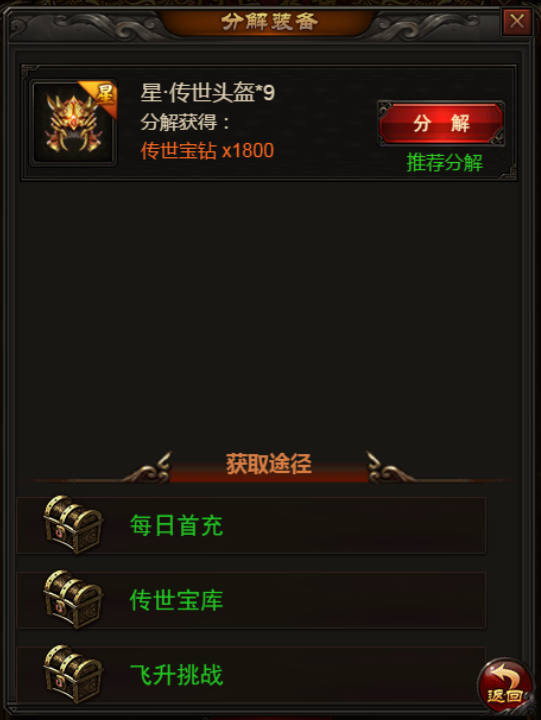 分解装备
星
星·传世头盔*9
分解获得：
传世宝钻 x1800
分 解
推荐分解
获取途径
每日首充
传世宝库
飞升挑战
返回